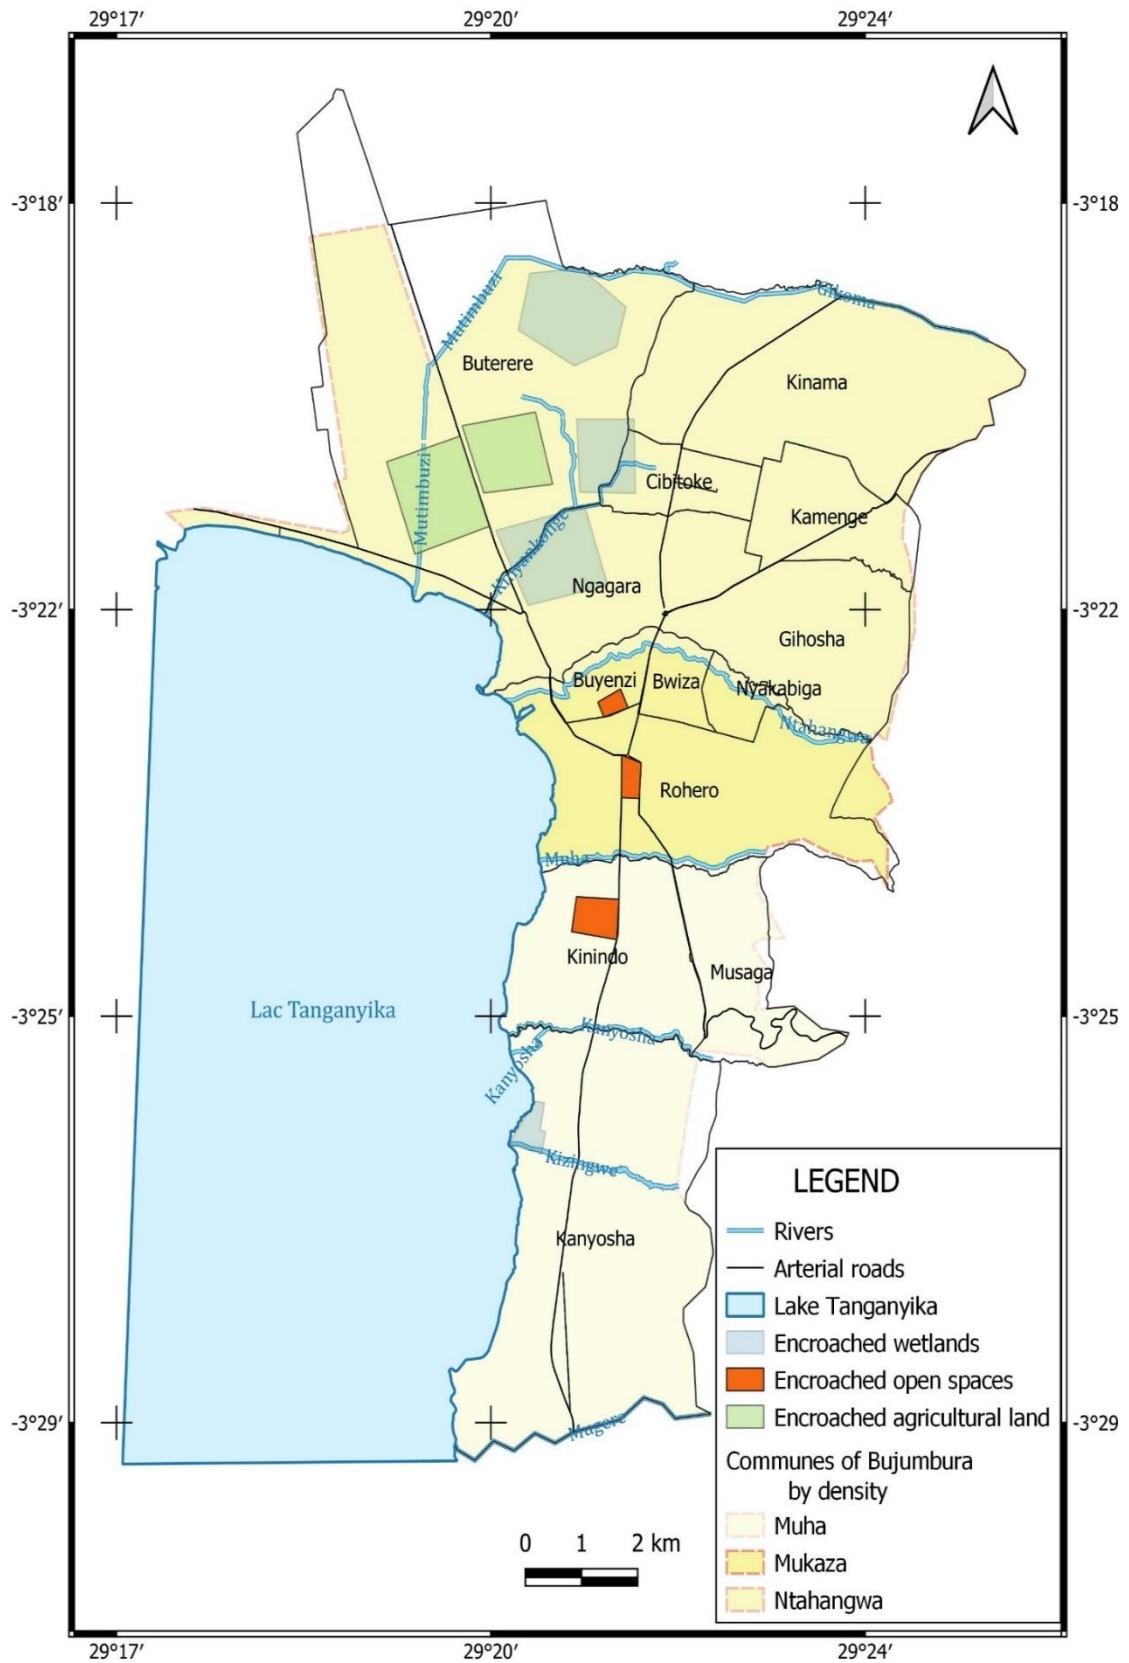 29°17′ 29°20′ 29°24′
-3°18′ -3°18
Gikoma
Mutimbuzi
Buterere
Kinama
Mutimbuzi
Cibitoke
Kamenge
Kinyankonge
Ngagara
-3°22′ -3°22′
Gihosha
Buyenzi Bwiza Nyakabiga
Ntahangwa
Rohero
Muha
Kinindo
Musaga
Lac Tanganyika
-3°25′ -3°25
Kanyosha
Kanyosha
Kizingwe
Kanyosha
-3°29′ -3°29
Mugere
LEGEND
Rivers
Arterial roads
Lake Tanganyika
Encroached wetlands
Encroached open spaces
Encroached agricultural land
Communes of Bujumbura
by density
Muha
Mukaza
Ntahangwa
0 1 2 km
29°17′ 29°20′ 29°24′